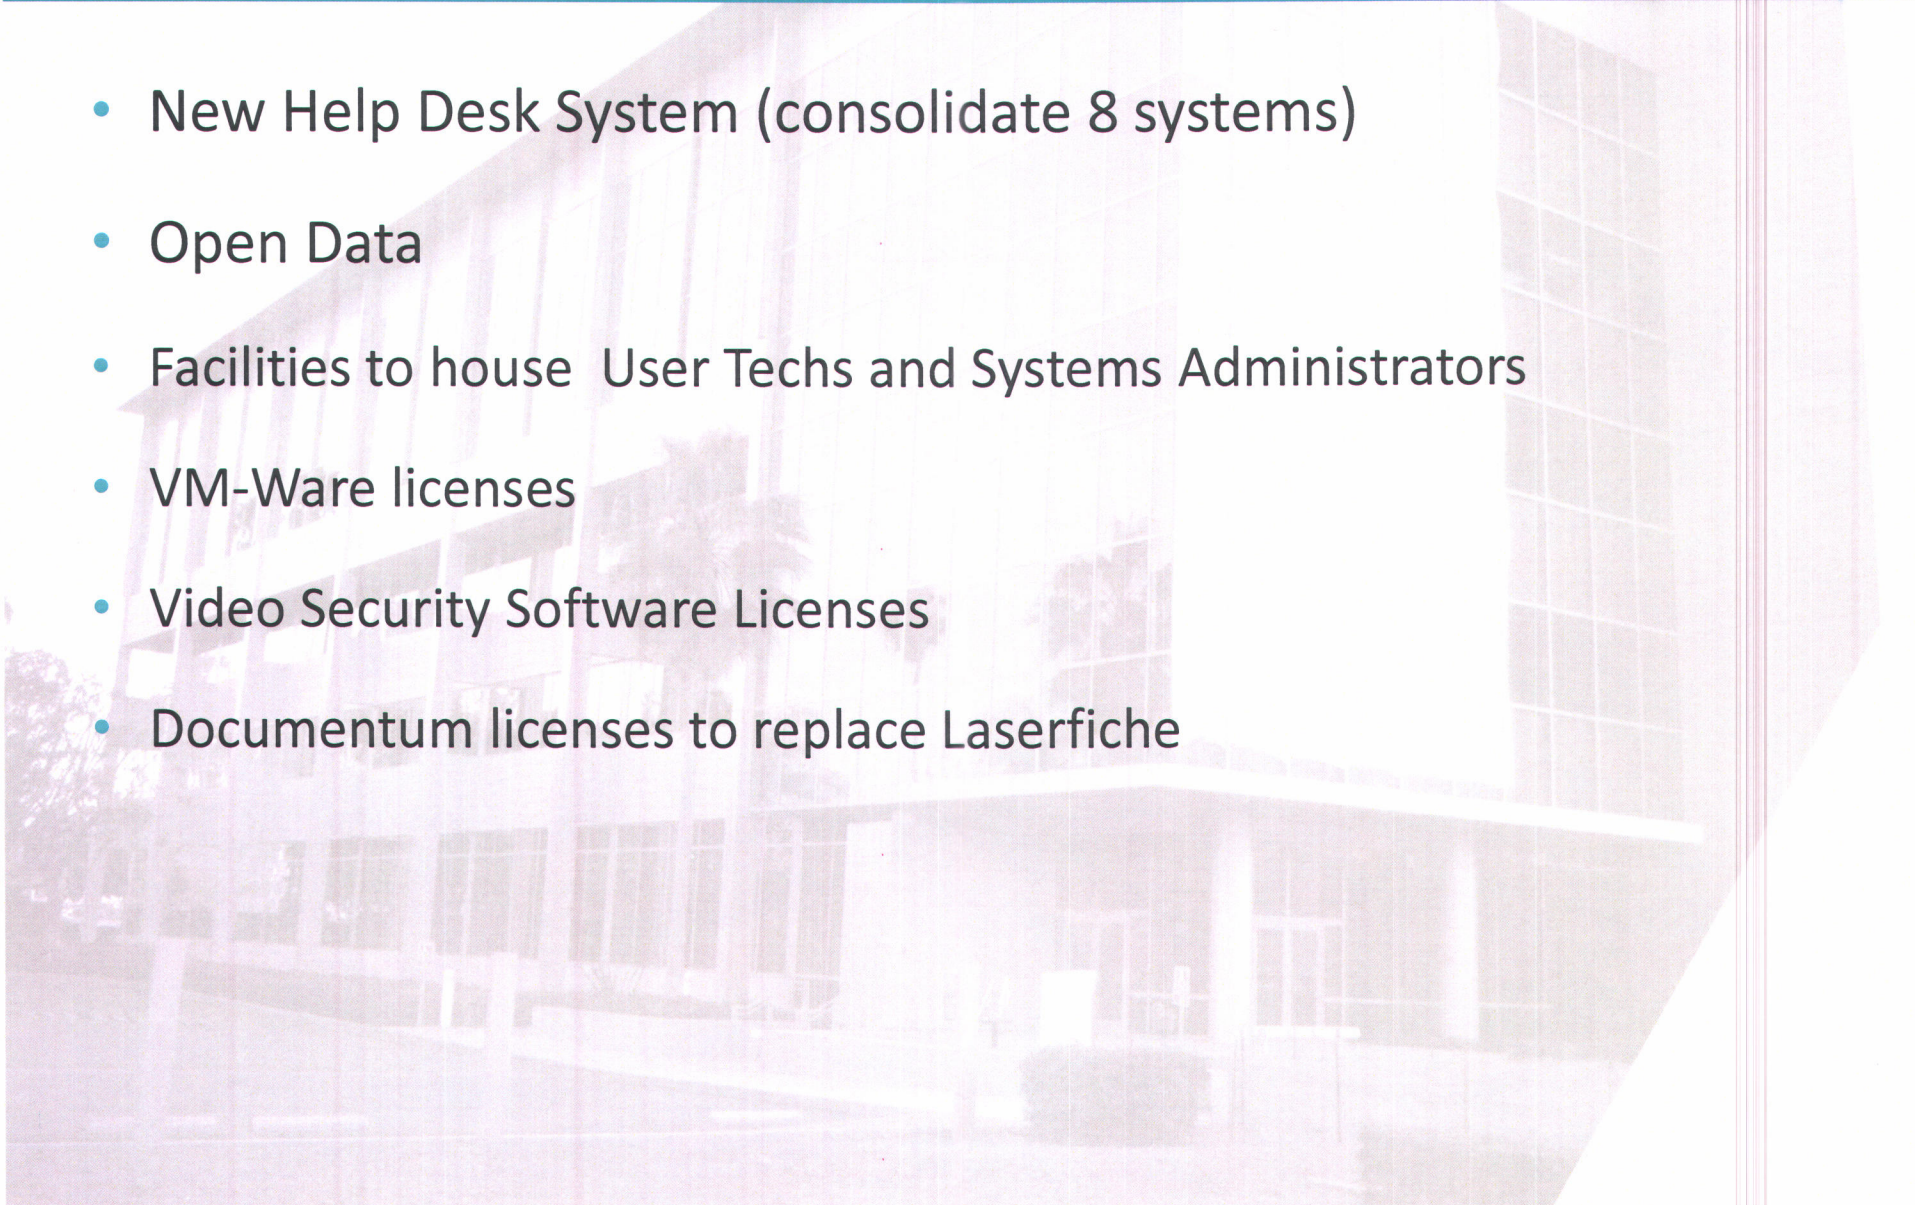 • New Help Desk System (consolidate 8 systems)
• Open Data
• Facilities to house  User Techs and Systems Administrators
• VM-Ware licenses
• Video Security Software Licenses
• Documentum licenses to replace Laserfiche